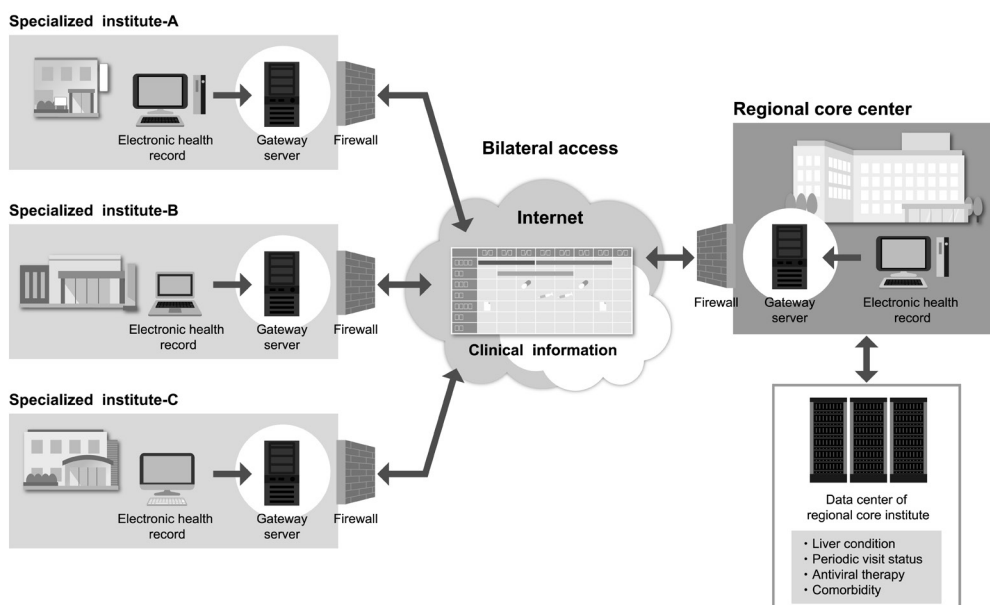 Specialized institute-A
Electronic health
record
Gateway
server
Firewall
Specialized institute-B
Electronic health
record
Gateway
server
Firewall
Specialized institute-C
Electronic health
record
Gateway
server
Firewall
Bilateral access
Internet
Clinical information
Regional core center
Firewall
Gateway
server
Electronic health
record
Data center of
regional core institute
・Liver condition
・Periodic visit status
・Antiviral therapy
・Comorbidity